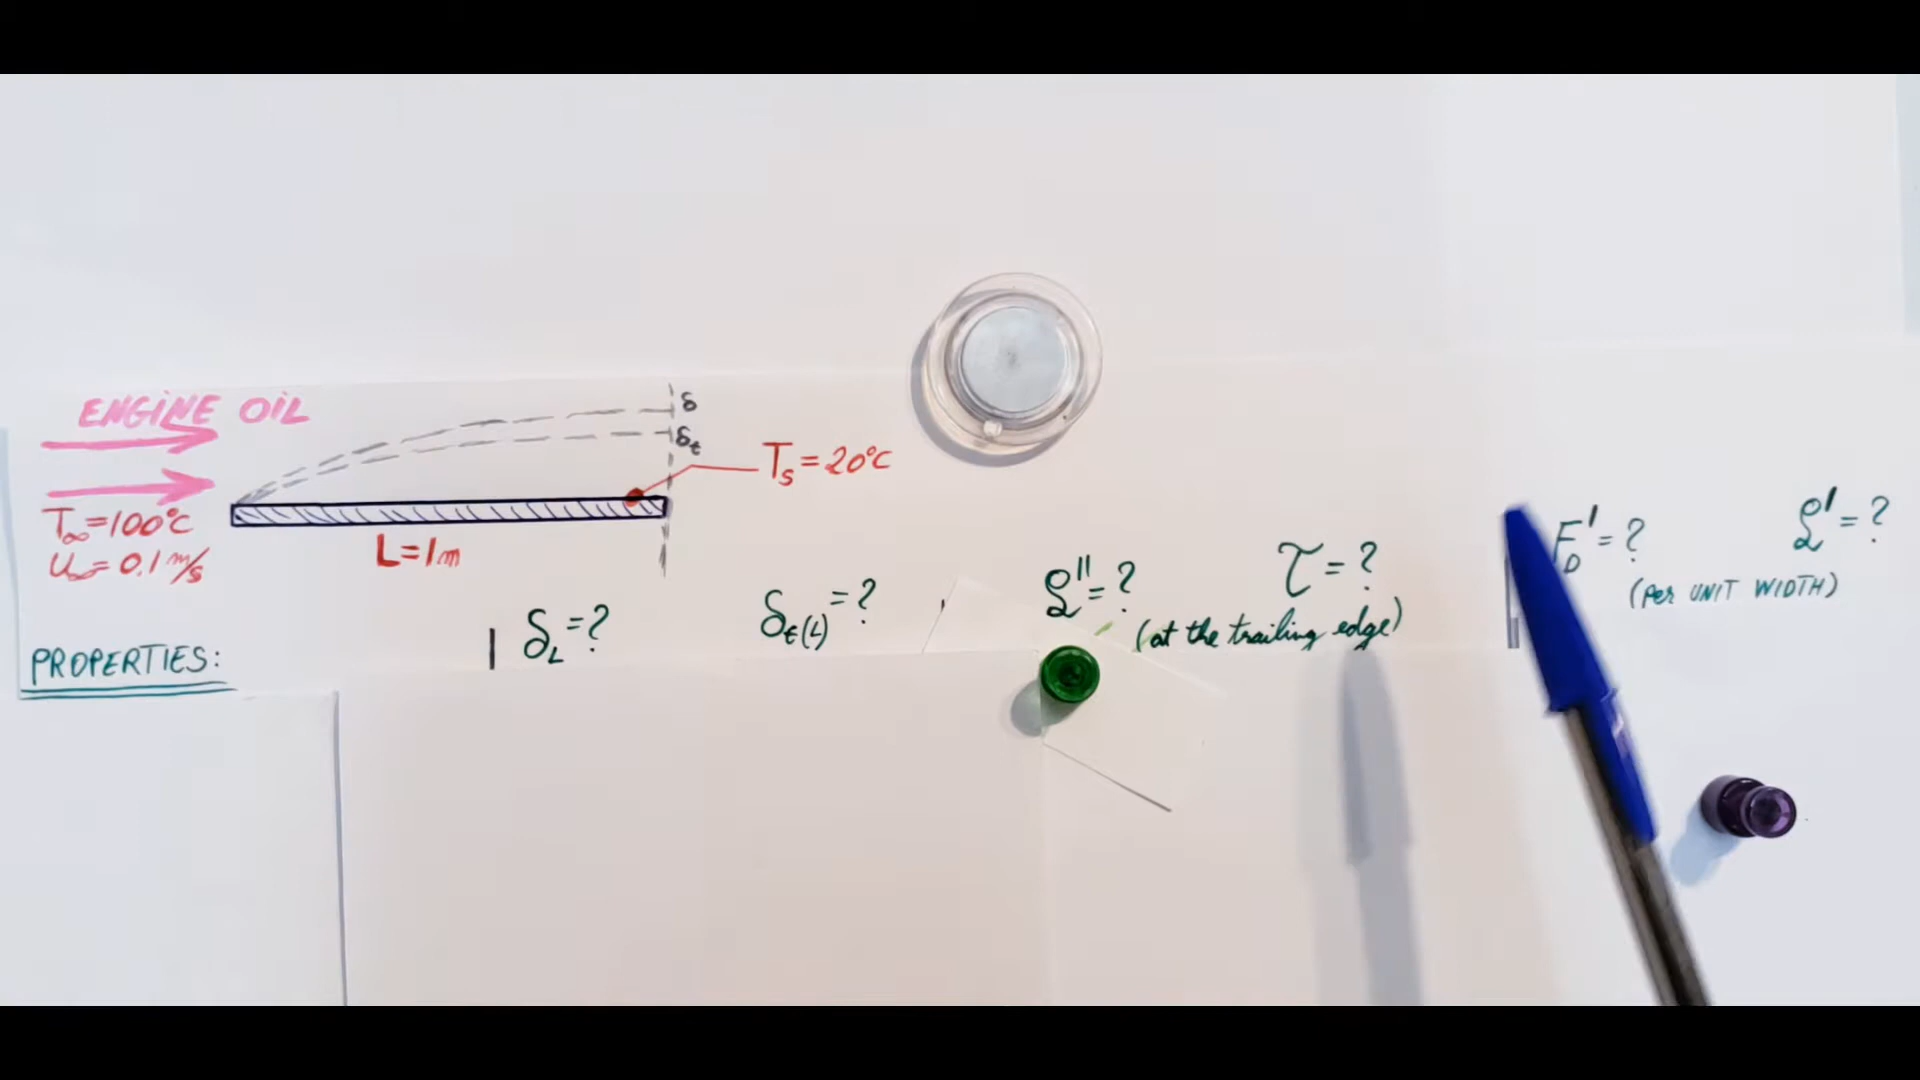 ENGINE OIL
δ
δt
Ts=20°C
T∞=100°C
U∞=0.1 m/s
L=1m
δL=?
δt(L)=?
q''=?
τ=?
(at the trailing edge)
F'D=?
q'=?
(Per UNIT WIDTH)
PROPERTIES: